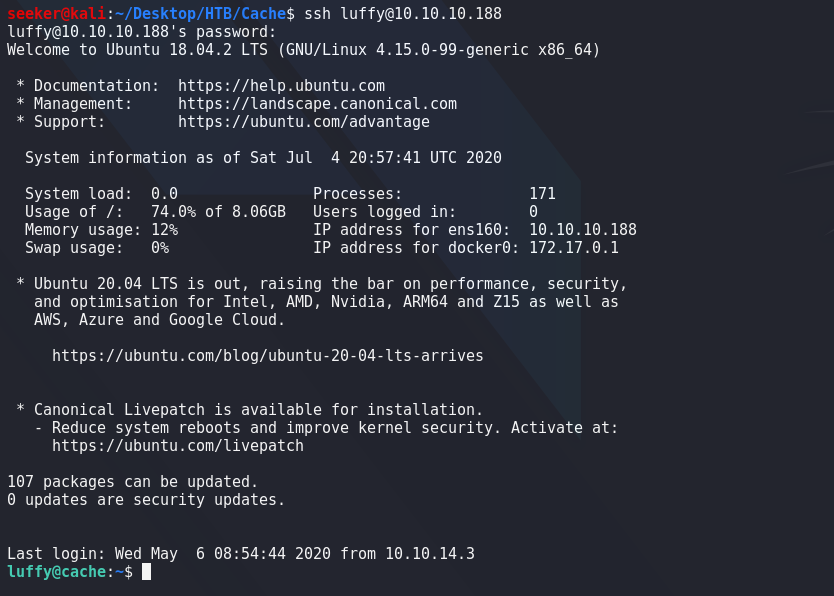 seeker@kali:~/Desktop/HTB/Cache$ ssh luffy@10.10.10.188
luffy@10.10.10.188's password:
Welcome to Ubuntu 18.04.2 LTS (GNU/Linux 4.15.0-99-generic x86_64)

 * Documentation:  https://help.ubuntu.com
 * Management:     https://landscape.canonical.com
 * Support:        https://ubuntu.com/advantage

  System information as of Sat Jul  4 20:57:41 UTC 2020

  System load:  0.0                Processes:              171
  Usage of /:   74.0% of 8.06GB   Users logged in:        0
  Memory usage: 12%                IP address for ens160:  10.10.10.188
  Swap usage:   0%                 IP address for docker0: 172.17.0.1

 * Ubuntu 20.04 LTS is out, raising the bar on performance, security,
   and optimisation for Intel, AMD, Nvidia, ARM64 and Z15 as well as
   AWS, Azure and Google Cloud.

     https://ubuntu.com/blog/ubuntu-20-04-lts-arrives


 * Canonical Livepatch is available for installation.
   - Reduce system reboots and improve kernel security. Activate at:
     https://ubuntu.com/livepatch

107 packages can be updated.
0 updates are security updates.


Last login: Wed May  6 08:54:44 2020 from 10.10.14.3
luffy@cache:~$